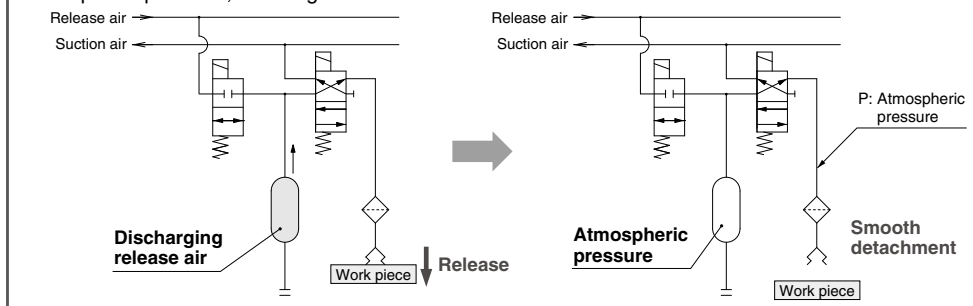 Release air
Suction air
Discharging
release air
Work piece
Release
Release air
Suction air
P: Atmospheric
pressure
Atmospheric
pressure
Smooth
detachment
Work piece